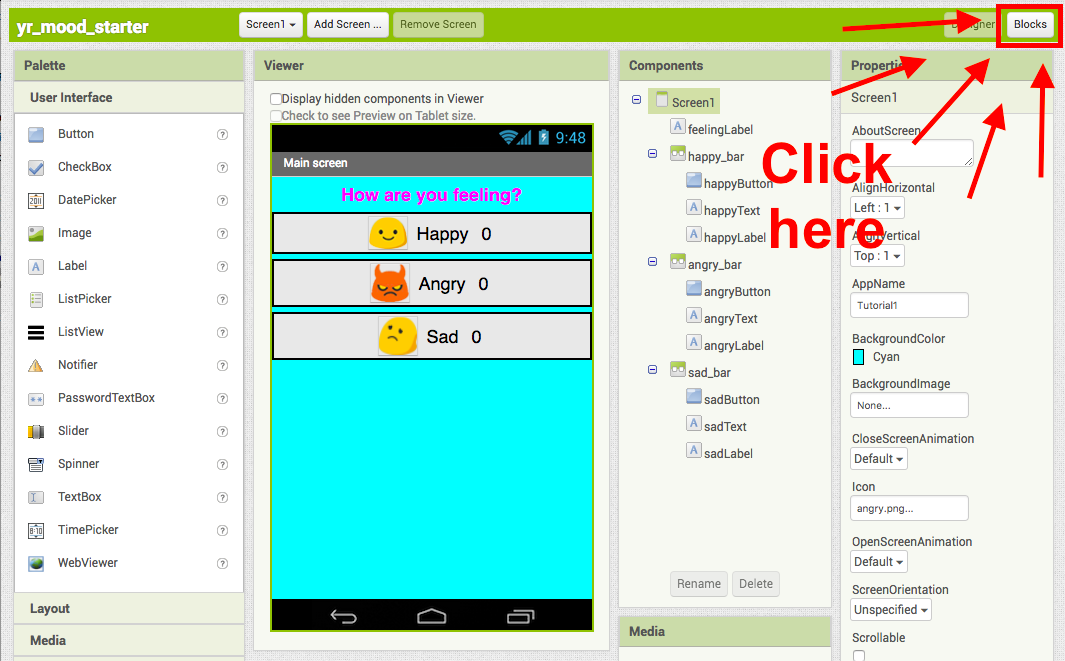 yr_mood_starter
Screen1
Add Screen ...
Remove Screen
Designer
Blocks
Palette
User Interface
Button
?
CheckBox
?
DatePicker
?
Image
?
Label
?
ListPicker
?
ListView
?
Notifier
?
PasswordTextBox
?
Slider
?
Spinner
?
TextBox
?
TimePicker
?
WebViewer
?
Layout
Media
Viewer
Display hidden components in Viewer
Check to see Preview on Tablet size.
9:48
Main screen
How are you feeling?
Happy 0
Angry 0
Sad 0
Components
Screen1
A feelingLabel
happy_bar
happyButton
A happyText
A happyLabel
angry_bar
angryButton
A angryText
A angryLabel
sad_bar
sadButton
A sadText
A sadLabel
Rename
Delete
Media
Click
here
Properties
Screen1
AboutScreen
AlignHorizontal
Left : 1
AlignVertical
Top : 1
AppName
Tutorial1
BackgroundColor
Cyan
BackgroundImage
None...
CloseScreenAnimation
Default
Icon
angry.png...
OpenScreenAnimation
Default
ScreenOrientation
Unspecified
Scrollable